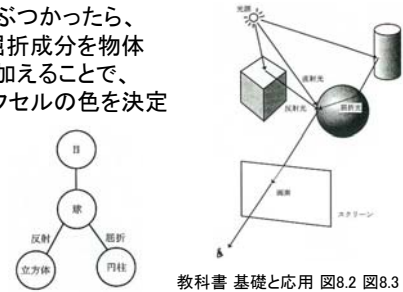 ぶつかったら、
屈折成分を物体
加えることで、
クセルの色を決定
光源
透視光
反射光
屈折光
画素
スクリーン
目
球
反射
屈折
立方体
円柱
教科書 基礎と応用 図8.2 図8.3